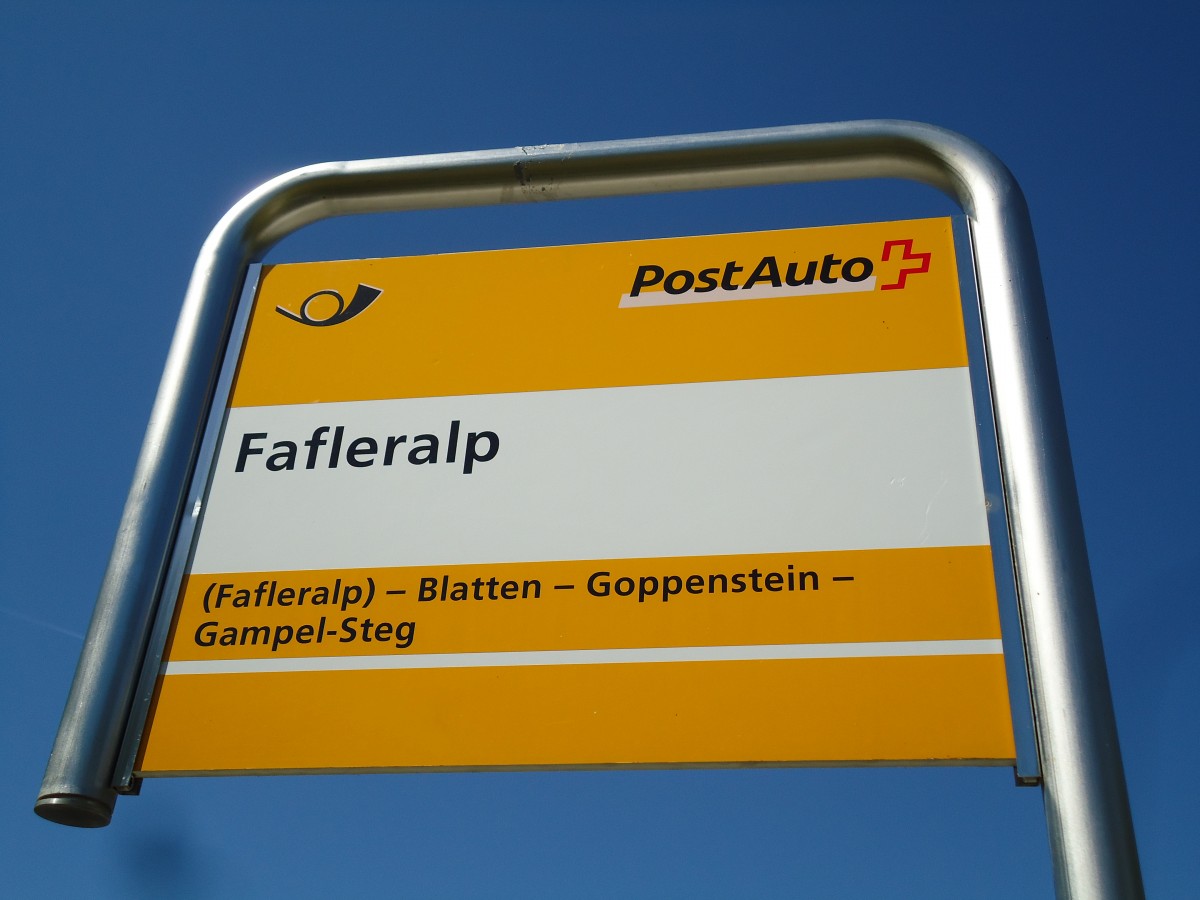 PostAuto
Fafleralp
(Fafleralp) – Blatten – Goppenstein –
Gampel-Steg